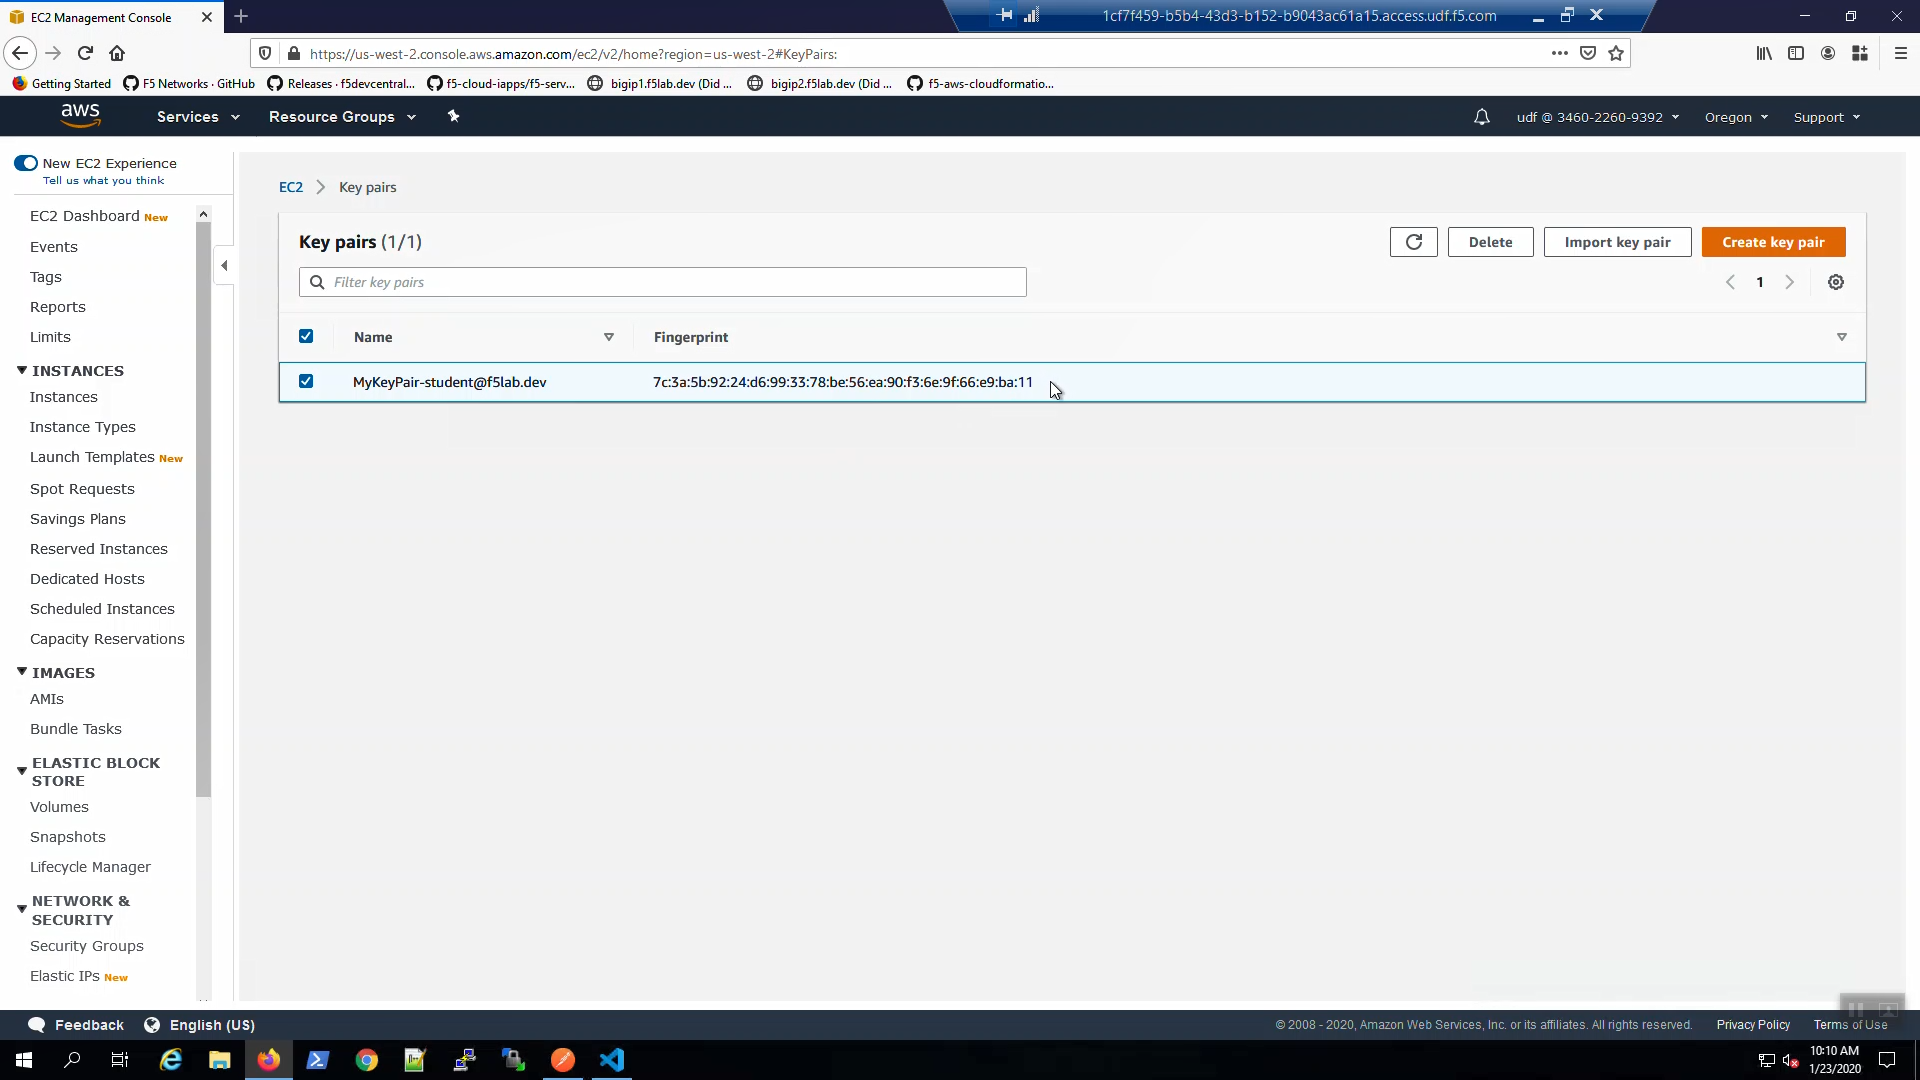 EC2 Management Console
1cf7f459-b5b4-43d3-b152-b9043ac61a15.access.udf.f5.com
https://us-west-2.console.aws.amazon.com/ec2/v2/home?region=us-west-2#KeyPairs:
Getting Started
F5 Networks · GitHub
Releases · f5devcentral...
f5-cloud-iapps/f5-serv...
bigip1.f5lab.dev (Did ...
bigip2.f5lab.dev (Did ...
f5-aws-cloudformatio...
aws
Services
Resource Groups
udf @ 3460-2260-9392
Oregon
Support
New EC2 Experience
Tell us what you think
EC2 Dashboard New
Events
Tags
Reports
Limits
INSTANCES
Instances
Instance Types
Launch Templates New
Spot Requests
Savings Plans
Reserved Instances
Dedicated Hosts
Scheduled Instances
Capacity Reservations
IMAGES
AMIs
Bundle Tasks
ELASTIC BLOCK
STORE
Volumes
Snapshots
Lifecycle Manager
NETWORK &
SECURITY
Security Groups
Elastic IPs New
EC2
Key pairs
Key pairs (1/1)
Delete
Import key pair
Create key pair
Filter key pairs
1
Name
Fingerprint
MyKeyPair-student@f5lab.dev
7c:3a:5b:92:24:d6:99:33:78:be:56:ea:90:f3:6e:9f:66:e9:ba:11
Feedback
English (US)
© 2008 - 2020, Amazon Web Services, Inc. or its affiliates. All rights reserved.
Privacy Policy
Terms of Use
10:10 AM
1/23/2020